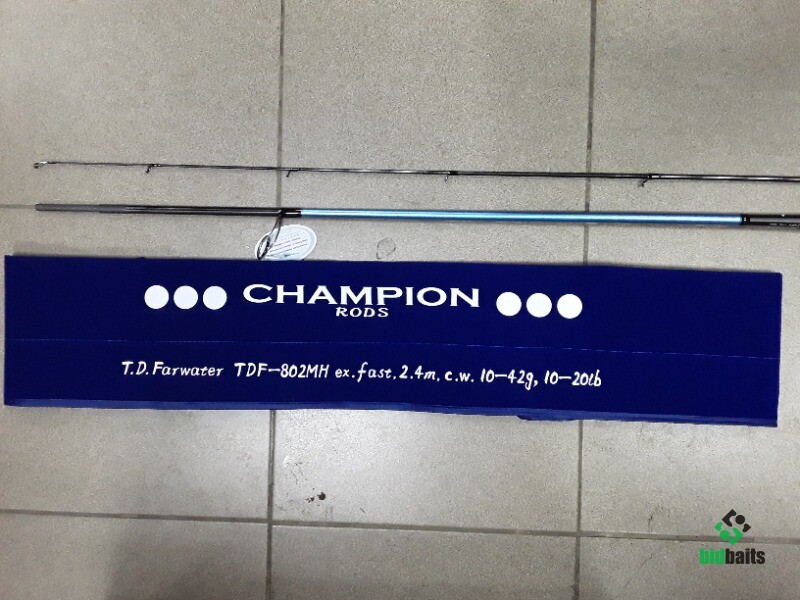 CHAMPION
RODS
T.D. Farwater TDF-802MH ex.fast. 2.4m, c.w. 10-42g, 10-20lb
bidbaits